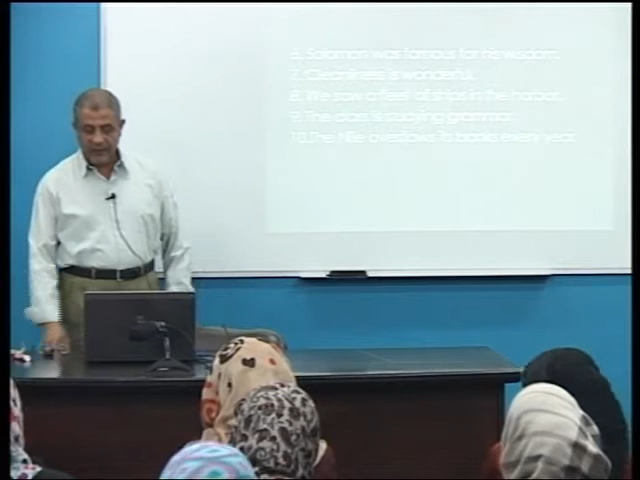 6. Solomon was famous for his wisdom.
7. Cleanliness is wonderful.
8. We saw a fleet of ships in the harbor.
9. The class is studying grammar.
10. The Nile overflows its banks every year.